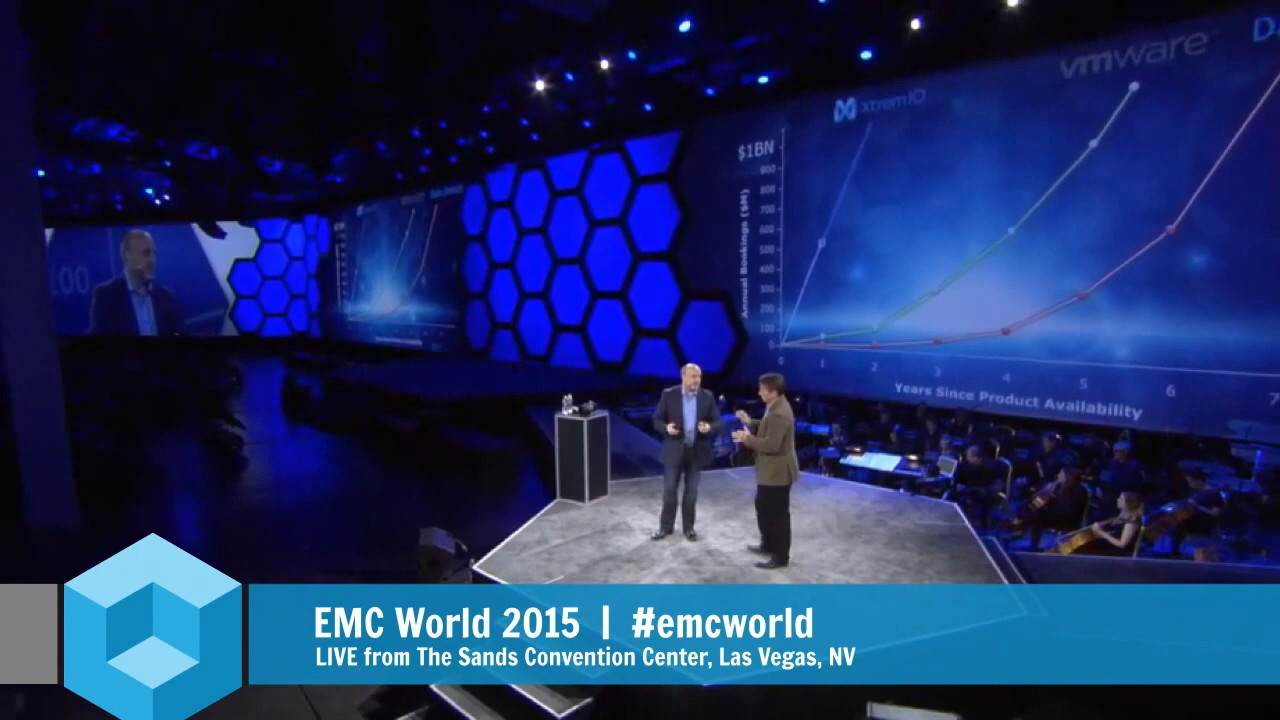 vmware
D
XtremIO
$1BN
900
800
700
600
500
400
300
200
100
0
Annual Bookings ($M)
0 1 2 3 4 5 6 7
Years Since Product Availability
.00
EMC World 2015 | #emcworld
LIVE from The Sands Convention Center, Las Vegas, NV